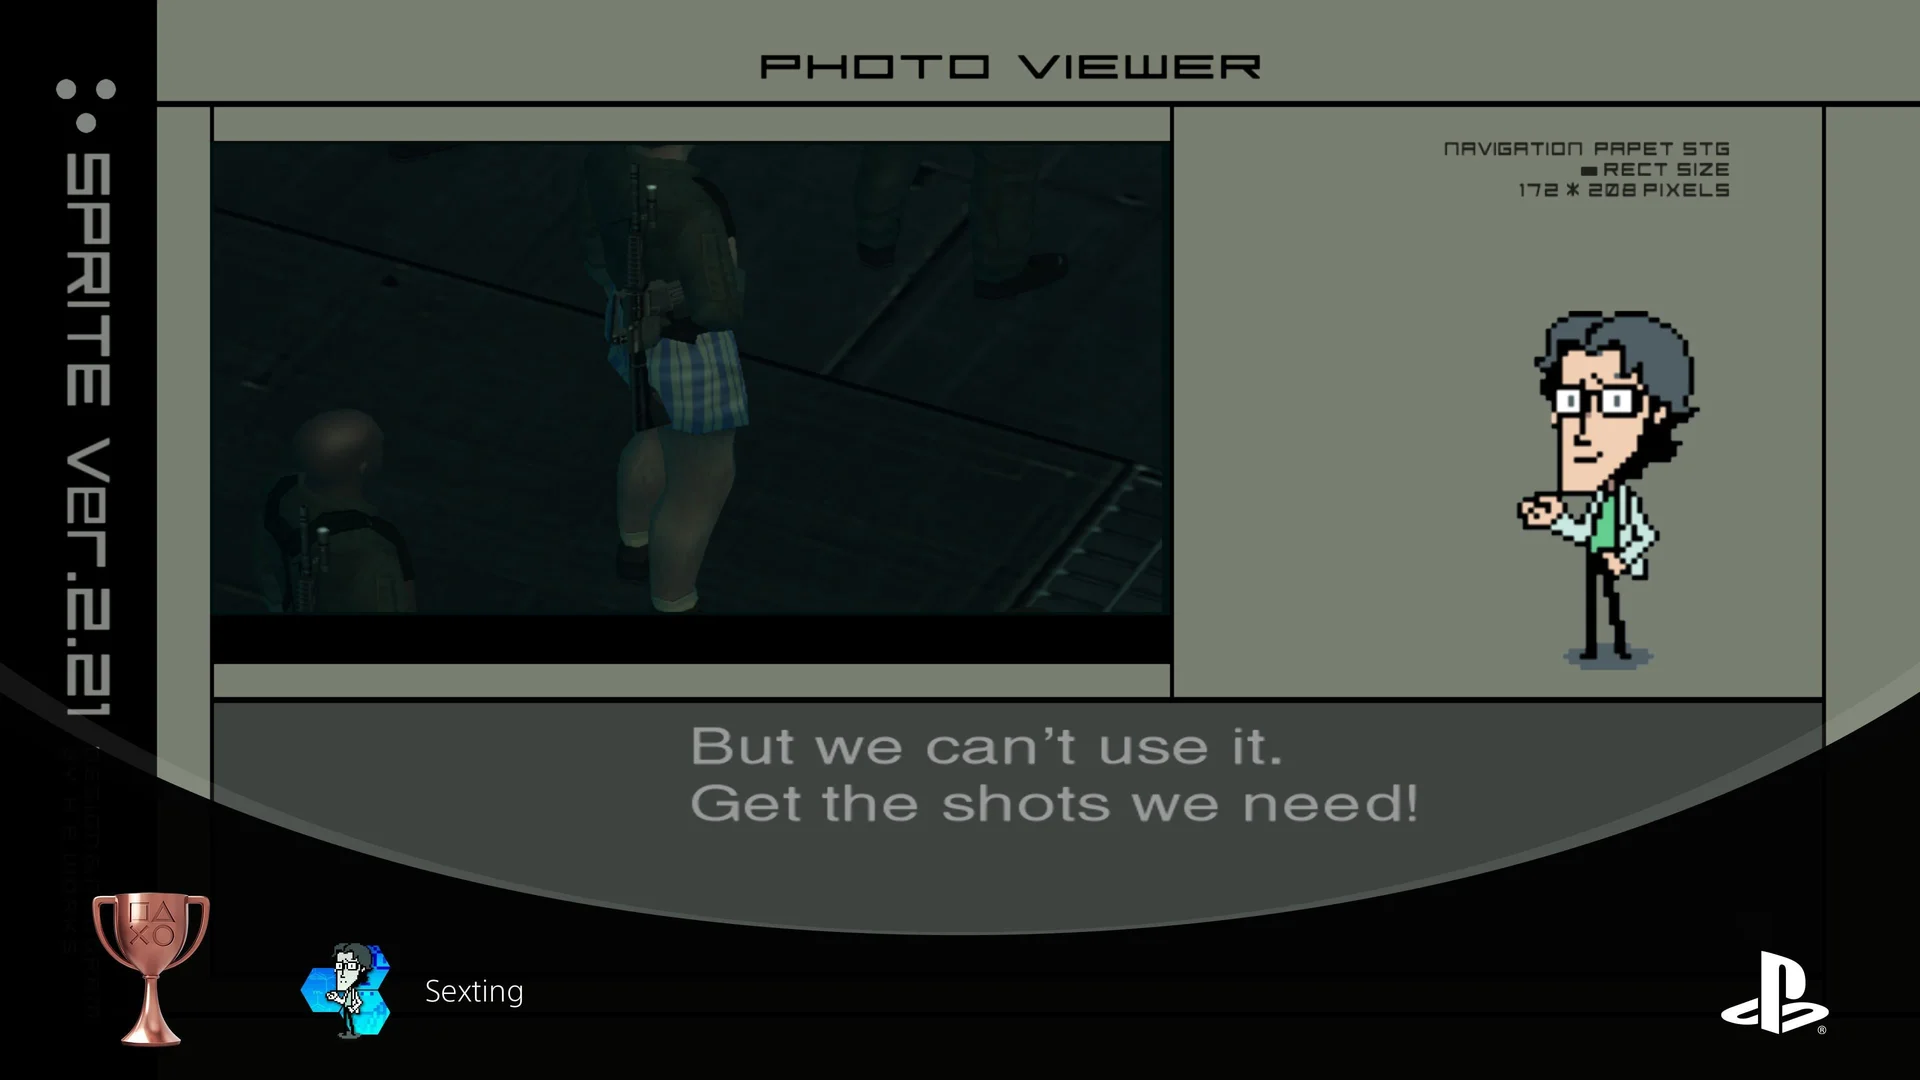 PHOTO VIEWER
SPRITE Ver.2.21
NAVIGATION PAPET STG
RECT SIZE
172 * 208 PIXELS
But we can't use it.
Get the shots we need!
Sexting